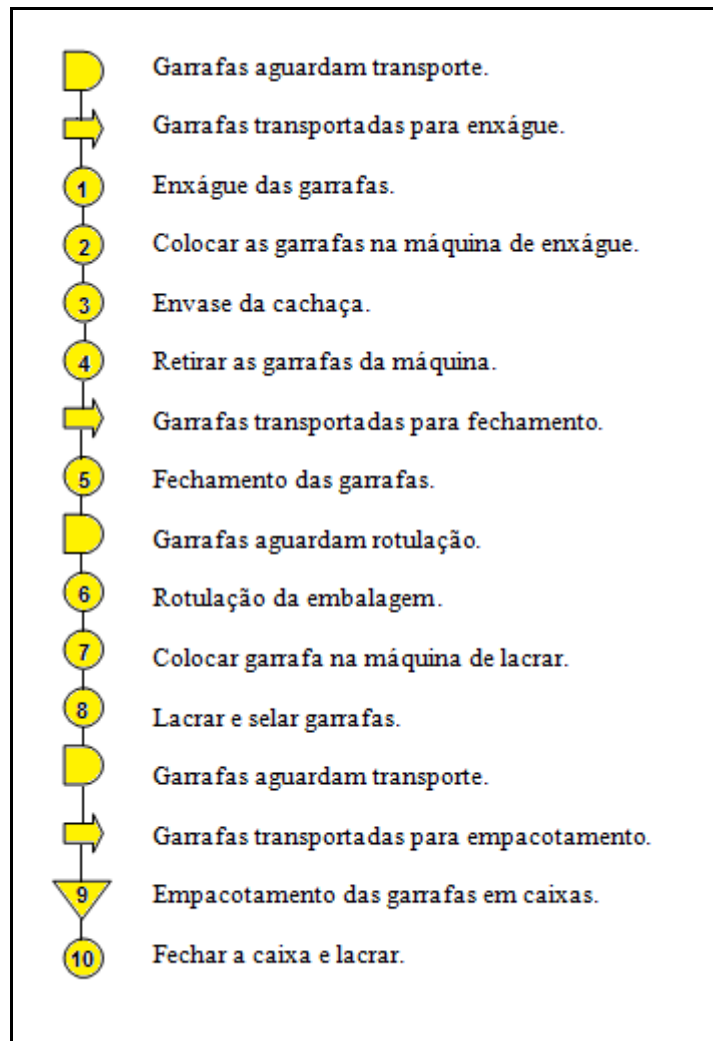 Garrafas aguardam transporte.
Garrafas transportadas para enxágue.
1 Enxágue das garrafas.
2 Colocar as garrafas na máquina de enxágue.
3 Envase da cachaça.
4 Retirar as garrafas da máquina.
Garrafas transportadas para fechamento.
5 Fechamento das garrafas.
Garrafas aguardam rotulação.
6 Rotulação da embalagem.
7 Colocar garrafa na máquina de lacrar.
8 Lacrar e selar garrafas.
Garrafas aguardam transporte.
Garrafas transportadas para empacotamento.
9 Empacotamento das garrafas em caixas.
10 Fechar a caixa e lacrar.